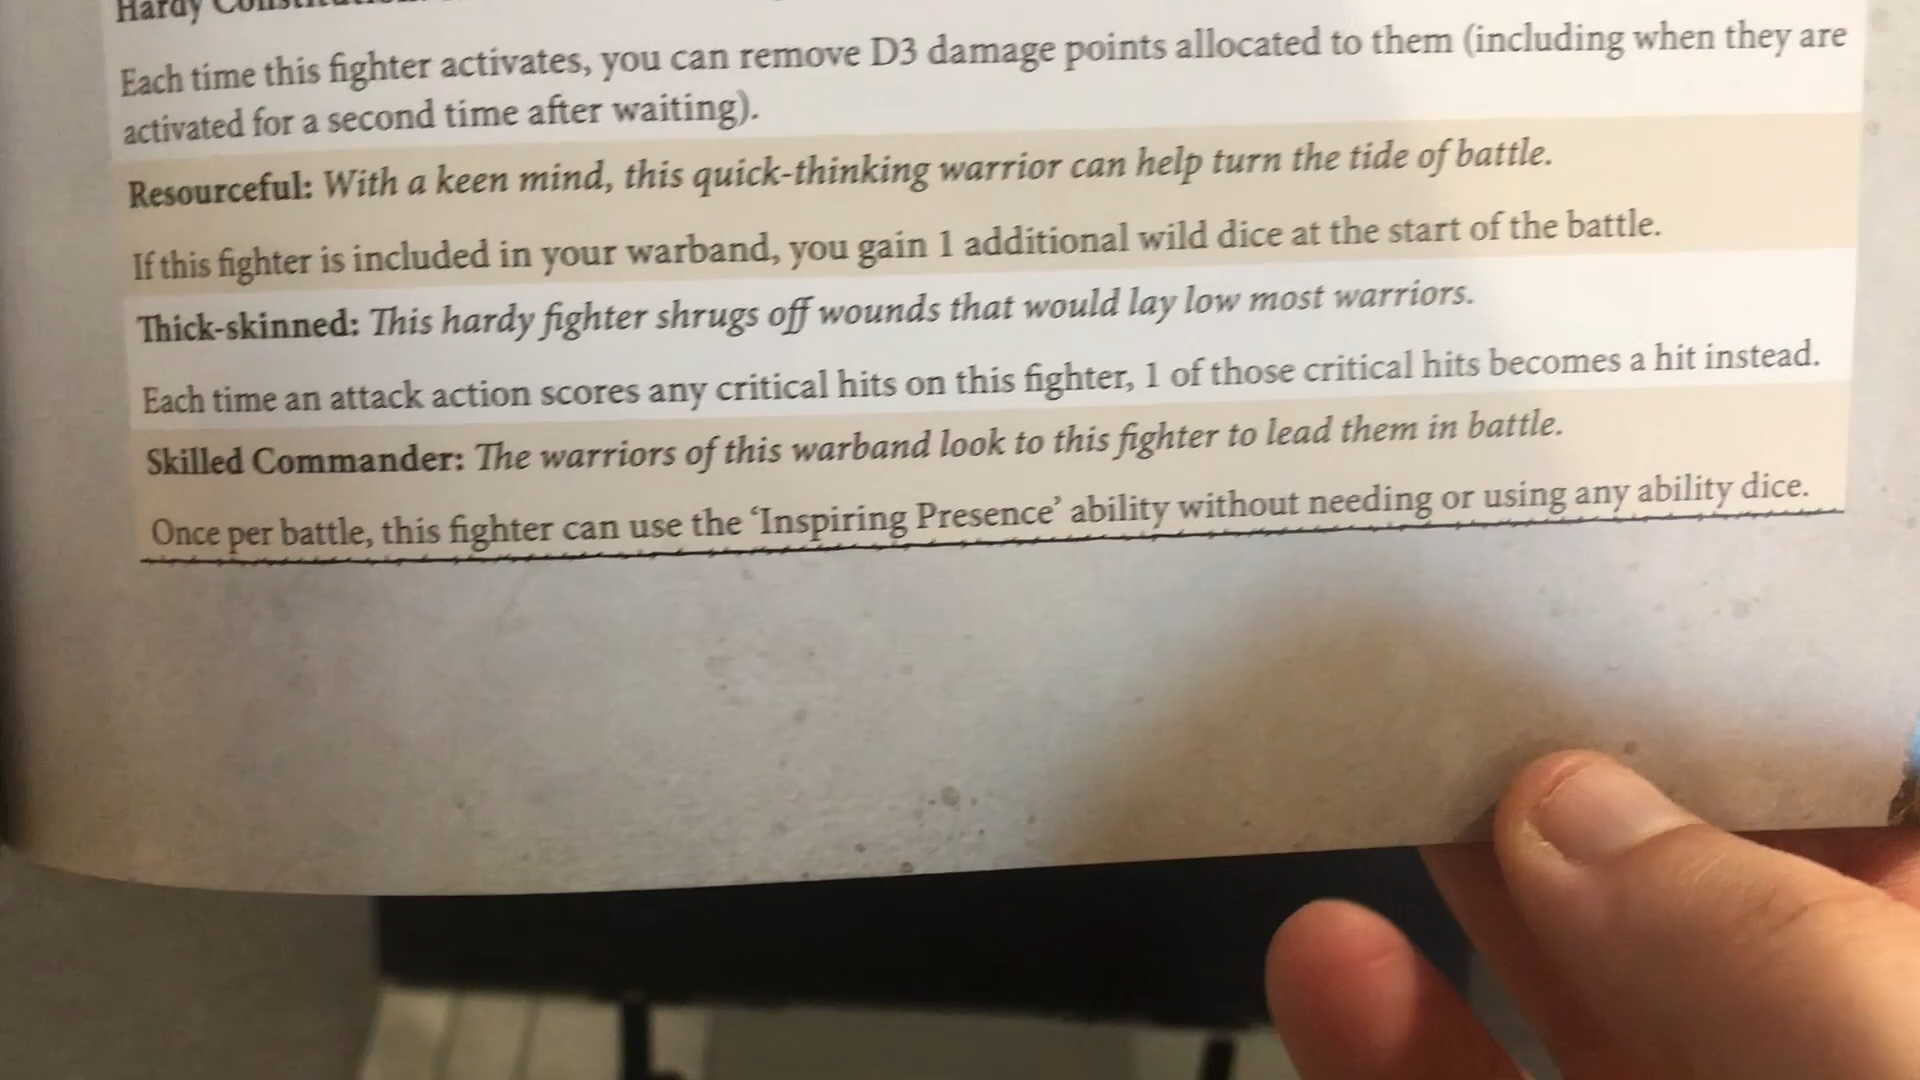 Hardy
Each time this fighter activates, you can remove D3 damage points allocated to them (including when they are
activated for a second time after waiting).
Resourceful: With a keen mind, this quick-thinking warrior can help turn the tide of battle.
If this fighter is included in your warband, you gain 1 additional wild dice at the start of the battle.
Thick-skinned: This hardy fighter shrugs off wounds that would lay low most warriors.
Each time an attack action scores any critical hits on this fighter, 1 of those critical hits becomes a hit instead.
Skilled Commander: The warriors of this warband look to this fighter to lead them in battle.
Once per battle, this fighter can use the ‘Inspiring Presence’ ability without needing or using any ability dice.